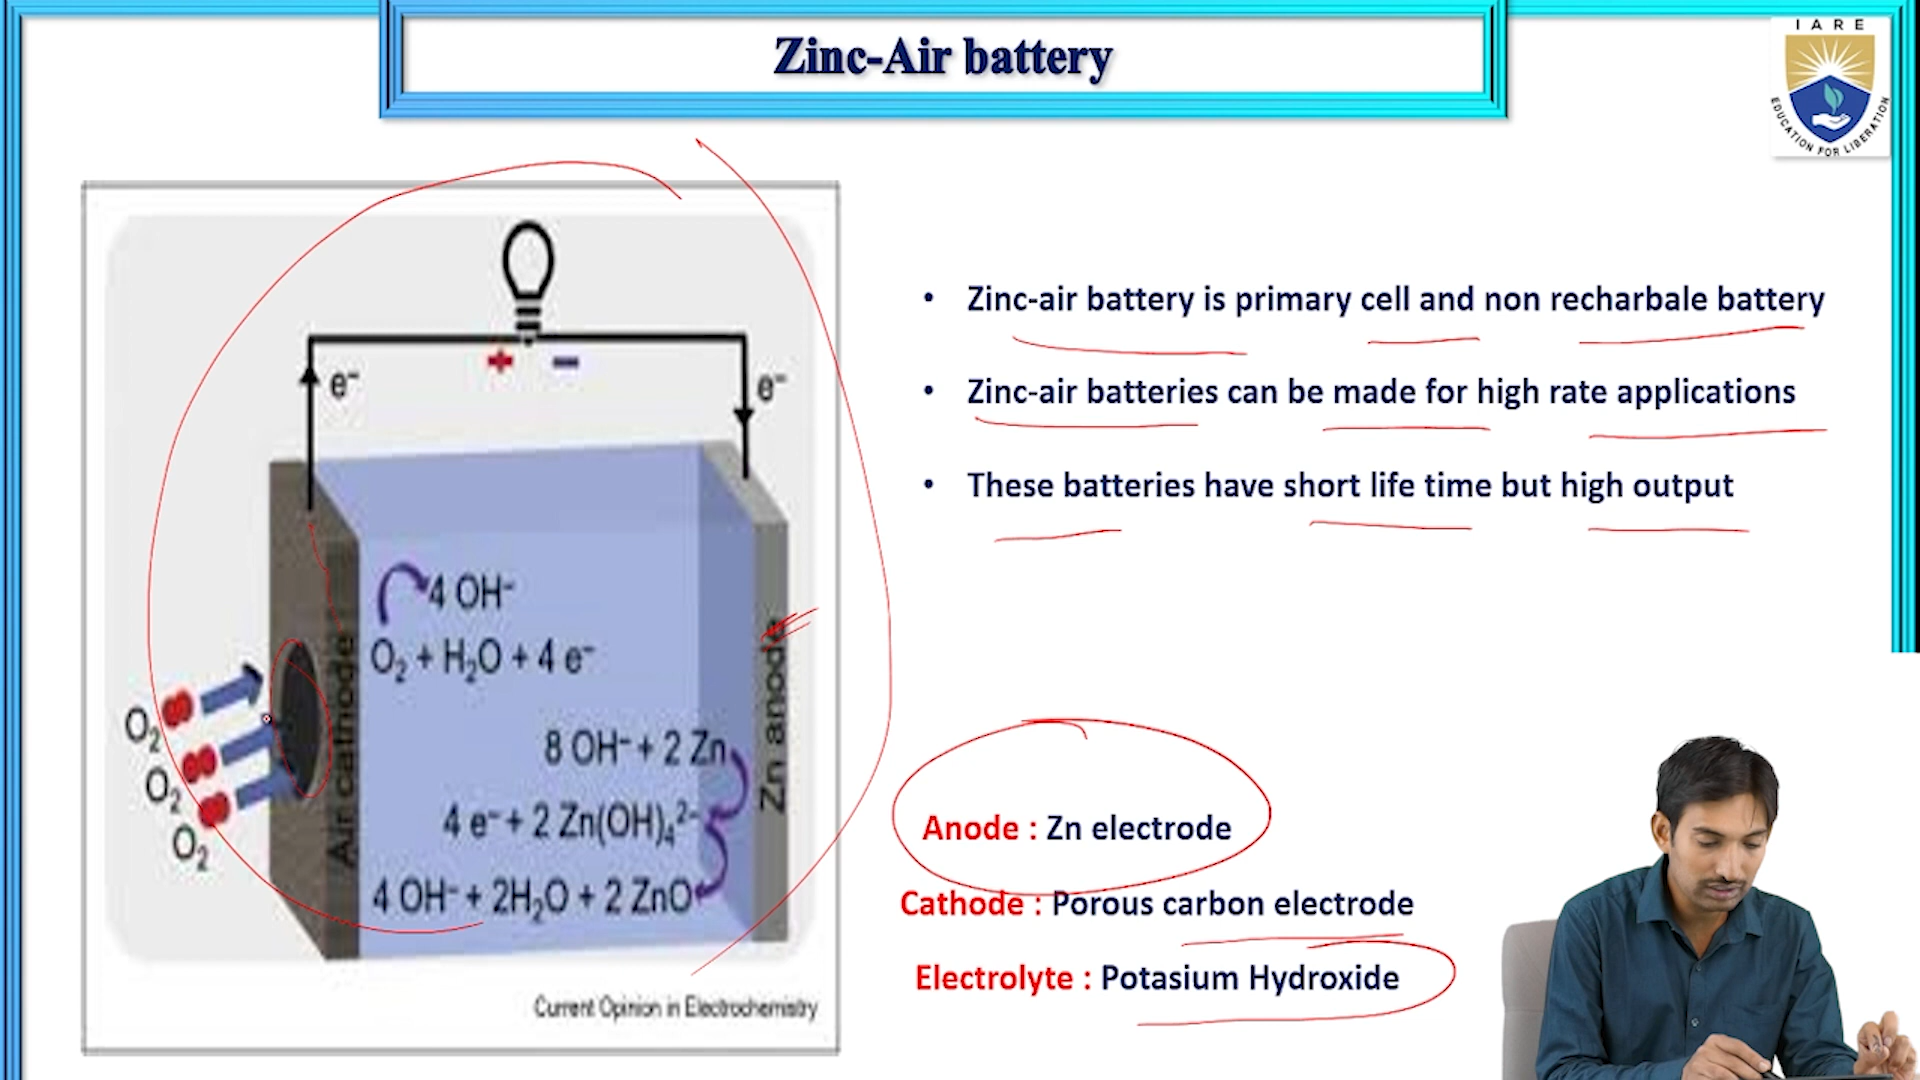 Zinc-Air battery
I A R E
EDUCATION FOR LIBERATION
+ −
e⁻ e⁻
4 OH⁻
O₂ + H₂O + 4 e⁻
8 OH⁻ + 2 Zn
4 e⁻ + 2 Zn(OH)₄²⁻
4 OH⁻ + 2H₂O + 2 ZnO
O₂
O₂
O₂
Air cathode
Zn anode
Current Opinion in Electrochemistry
• Zinc-air battery is primary cell and non recharbale battery
• Zinc-air batteries can be made for high rate applications
• These batteries have short life time but high output
Anode : Zn electrode
Cathode : Porous carbon electrode
Electrolyte : Potasium Hydroxide